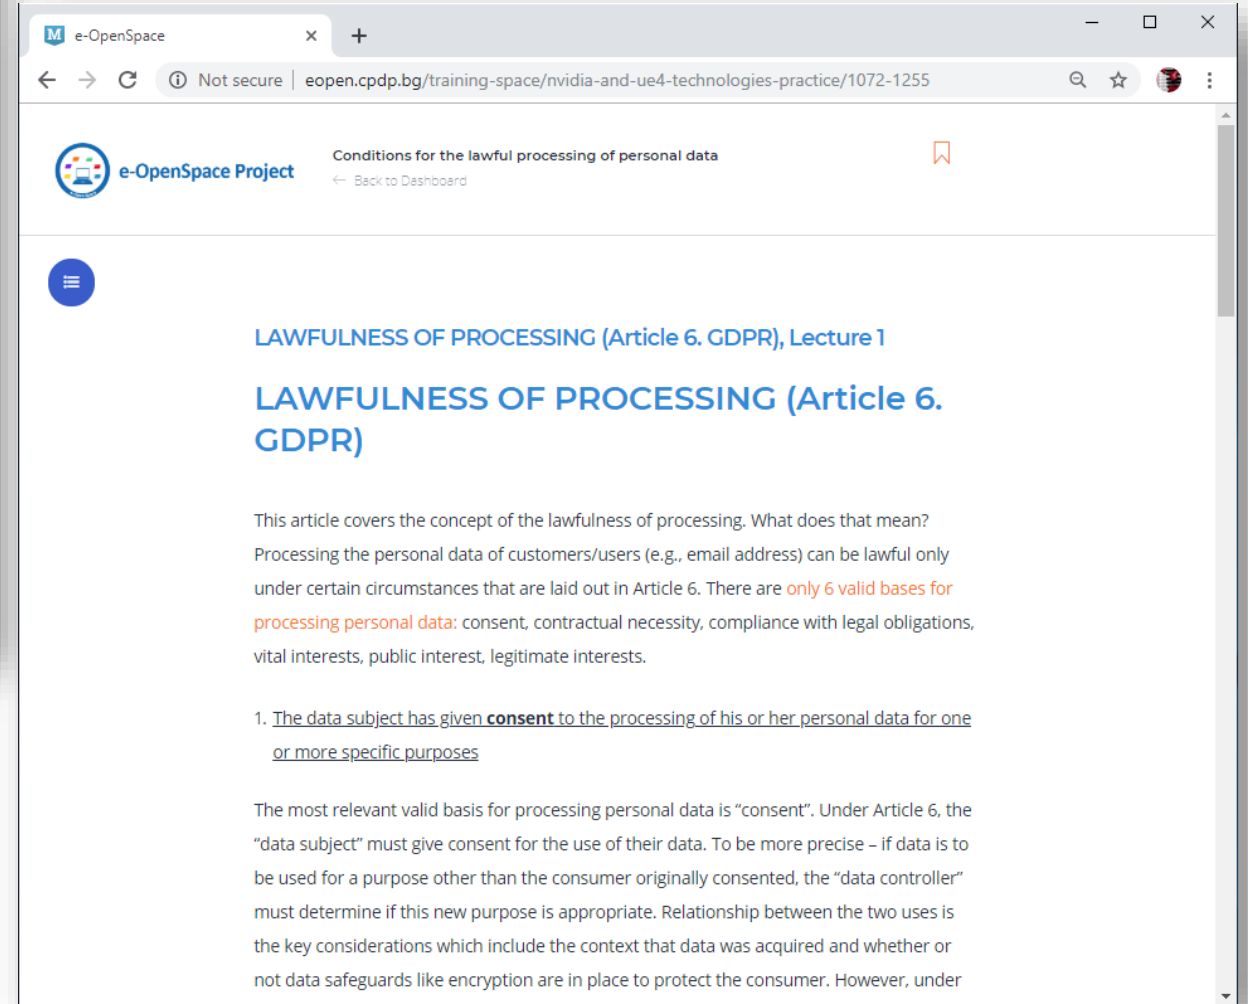 e-OpenSpace
Not secure | eopen.cpdp.bg/training-space/nvidia-and-ue4-technologies-practice/1072-1255
e-OpenSpace Project
Conditions for the lawful processing of personal data
← Back to Dashboard
LAWFULNESS OF PROCESSING (Article 6. GDPR), Lecture 1
LAWFULNESS OF PROCESSING (Article 6.
GDPR)
This article covers the concept of the lawfulness of processing. What does that mean?
Processing the personal data of customers/users (e.g., email address) can be lawful only
under certain circumstances that are laid out in Article 6. There are only 6 valid bases for
processing personal data: consent, contractual necessity, compliance with legal obligations,
vital interests, public interest, legitimate interests.
1. The data subject has given consent to the processing of his or her personal data for one
or more specific purposes
The most relevant valid basis for processing personal data is “consent”. Under Article 6, the
“data subject” must give consent for the use of their data. To be more precise – if data is to
be used for a purpose other than the consumer originally consented, the “data controller”
must determine if this new purpose is appropriate. Relationship between the two uses is
the key considerations which include the context that data was acquired and whether or
not data safeguards like encryption are in place to protect the consumer. However, under